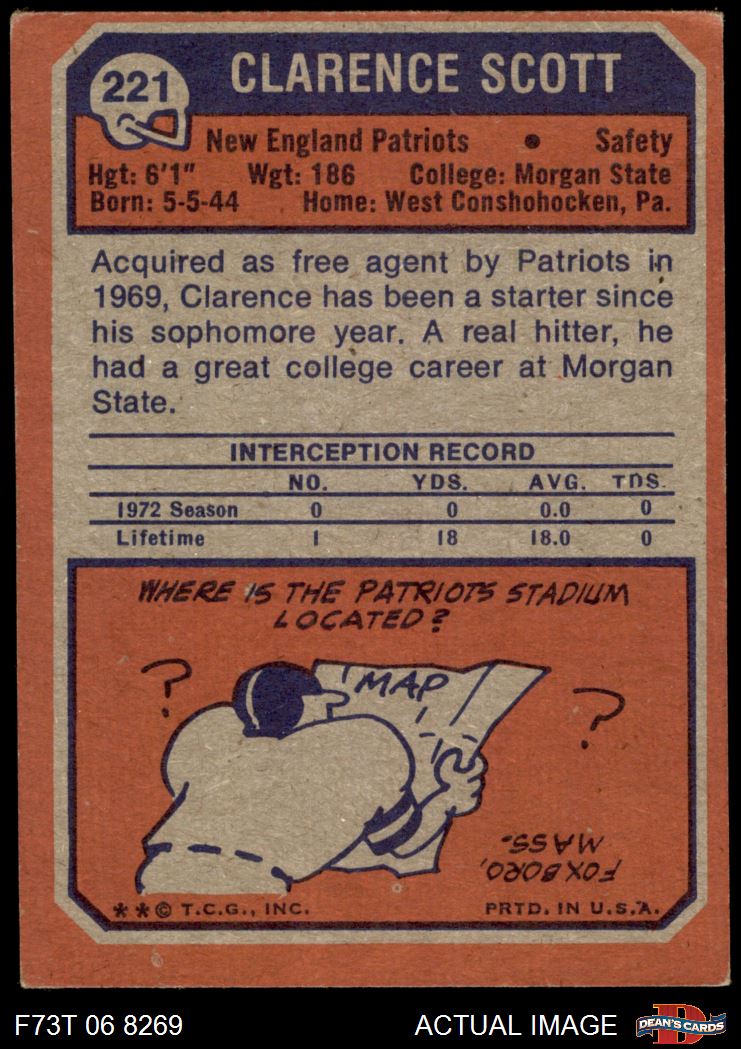 221
CLARENCE SCOTT
New England Patriots • Safety
Hgt: 6'1" Wgt: 186 College: Morgan State
Born: 5-5-44 Home: West Conshohocken, Pa.
Acquired as free agent by Patriots in
1969, Clarence has been a starter since
his sophomore year. A real hitter, he
had a great college career at Morgan
State.
INTERCEPTION RECORD
NO. YDS. AVG. TDS.
1972 Season 0 0 0.0 0
Lifetime 1 18 18.0 0
WHERE IS THE PATRIOTS STADIUM
LOCATED?
? MAP ?
FOXBORO,
MASS.
**© T.C.G., INC. PRTD. IN U.S.A.
F73T 06 8269 ACTUAL IMAGE D DEAN'S CARDS